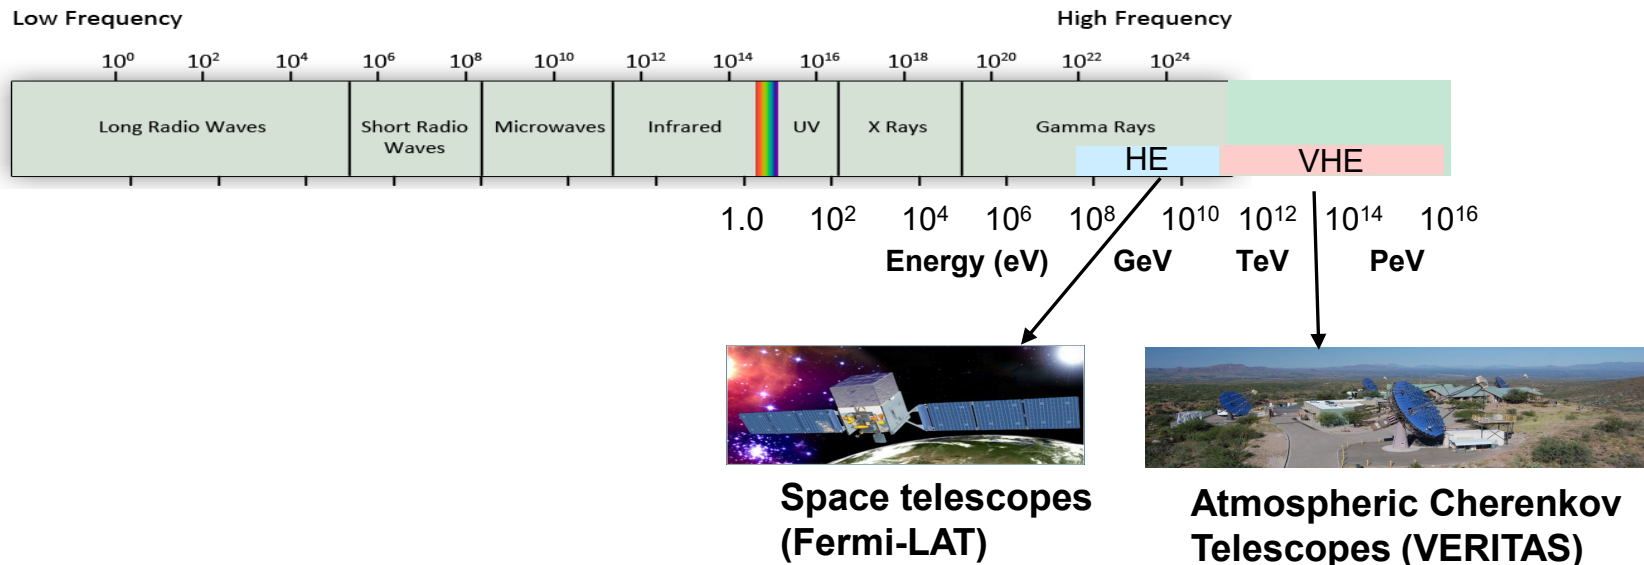 Low Frequency High Frequency
10⁰ 10² 10⁴ 10⁶ 10⁸ 10¹⁰ 10¹² 10¹⁴ 10¹⁶ 10¹⁸ 10²⁰ 10²² 10²⁴
Long Radio Waves
Short Radio
Waves
Microwaves
Infrared
UV
X Rays
Gamma Rays
HE
VHE
1.0 10² 10⁴ 10⁶ 10⁸ 10¹⁰ 10¹² 10¹⁴ 10¹⁶
Energy (eV) GeV TeV PeV
Space telescopes
(Fermi-LAT)
Atmospheric Cherenkov
Telescopes (VERITAS)